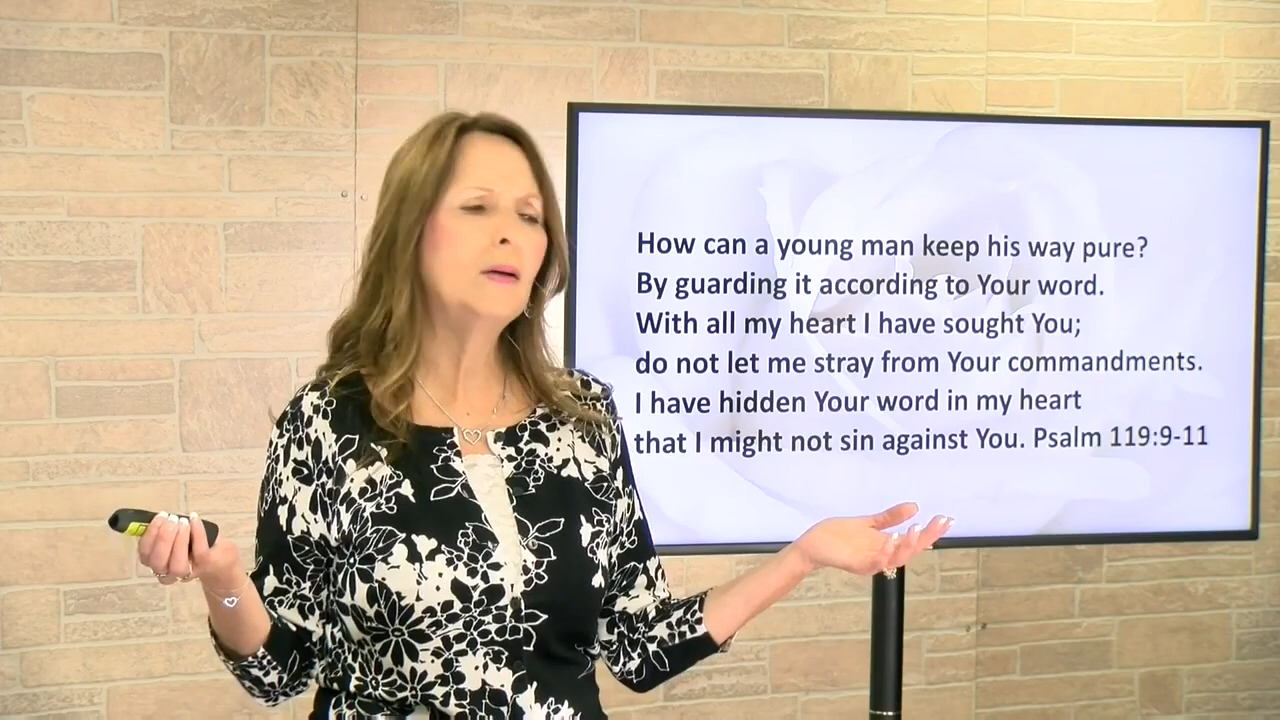 How can a young man keep his way pure?
By guarding it according to Your word.
With all my heart I have sought You;
do not let me stray from Your commandments.
I have hidden Your word in my heart
that I might not sin against You. Psalm 119:9-11